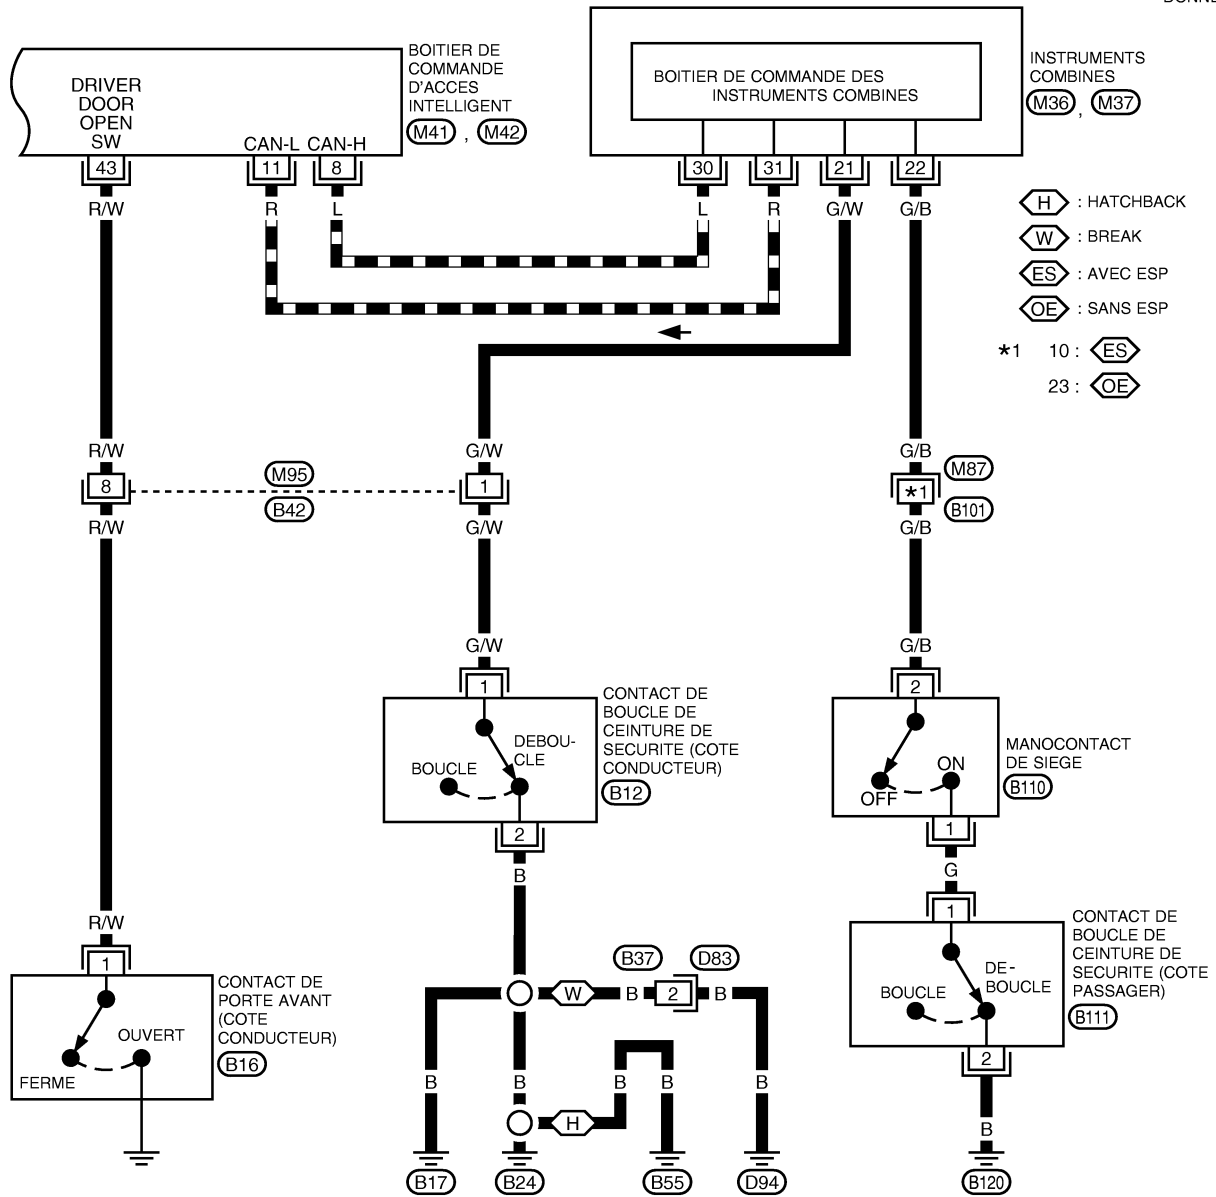 DRIVER
DOOR
OPEN
SW
CAN-L CAN-H
BOITIER DE
COMMANDE
D'ACCES
INTELLIGENT
M41 , M42
BOITIER DE COMMANDE DES
INSTRUMENTS COMBINES
INSTRUMENTS
COMBINES
M36 , M37
43 11 8 30 31 21 22
R/W R L L R G/W G/B
H : HATCHBACK
W : BREAK
ES : AVEC ESP
OE : SANS ESP
*1 10 : ES
23 : OE
R/W G/W G/B
8 M95 1 M87
B42 *1 B101
R/W G/W G/B
G/W G/B
1 2
CONTACT DE
BOUCLE DE
CEINTURE DE
SECURITE (COTE
CONDUCTEUR)
B12
BOUCLE
DEBOU-
CLE
2
B
MANOCONTACT
DE SIEGE
B110
OFF ON
1
G
1
CONTACT DE
BOUCLE DE
CEINTURE DE
SECURITE (COTE
PASSAGER)
B111
BOUCLE
DE-
BOUCLE
2
B
B120
R/W
1
CONTACT DE
PORTE AVANT
(COTE
CONDUCTEUR)
B16
OUVERT
FERME
B37 D83
W B 2 B
B B B B B
H
B17 B24 B55 D94